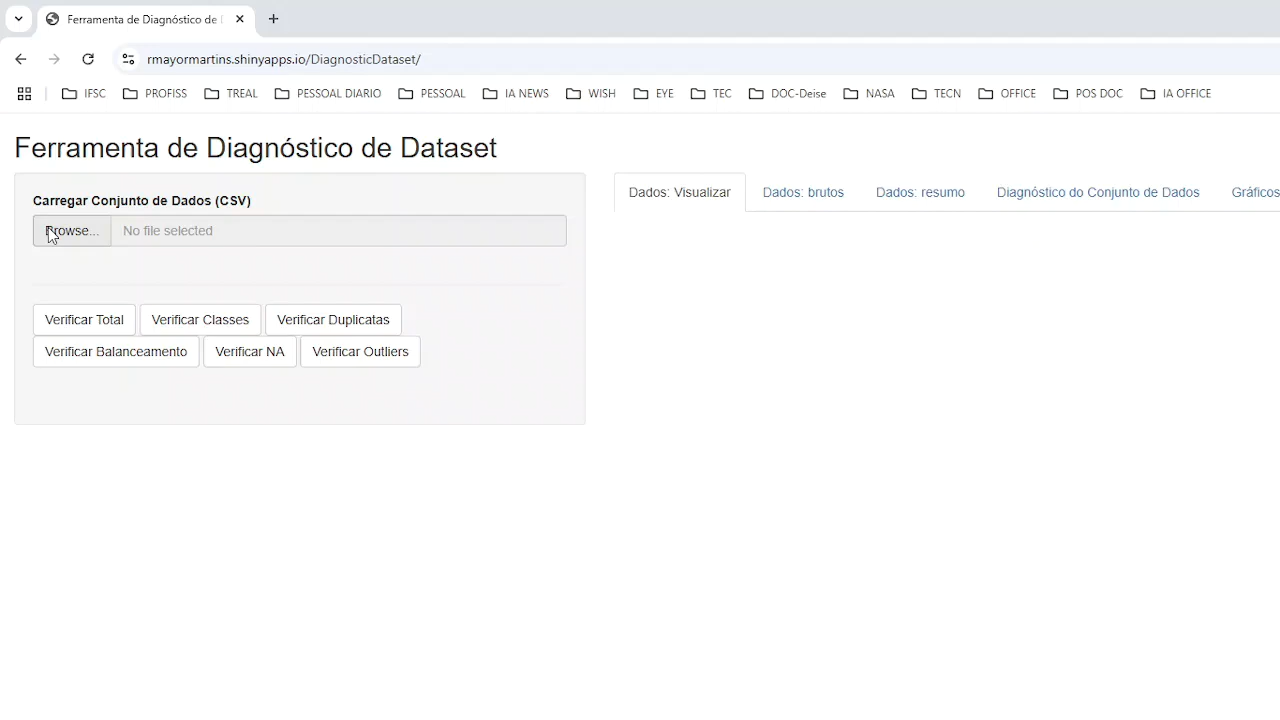 Ferramenta de Diagnóstico de
rmayormartins.shinyapps.io/DiagnosticDataset/
IFSC PROFISS TREAL PESSOAL DIARIO PESSOAL IA NEWS WISH EYE TEC DOC-Deise NASA TECN OFFICE POS DOC IA OFFICE
Ferramenta de Diagnóstico de Dataset
Carregar Conjunto de Dados (CSV)
Browse... No file selected
Verificar Total Verificar Classes Verificar Duplicatas
Verificar Balanceamento Verificar NA Verificar Outliers
Dados: Visualizar Dados: brutos Dados: resumo Diagnóstico do Conjunto de Dados Gráficos